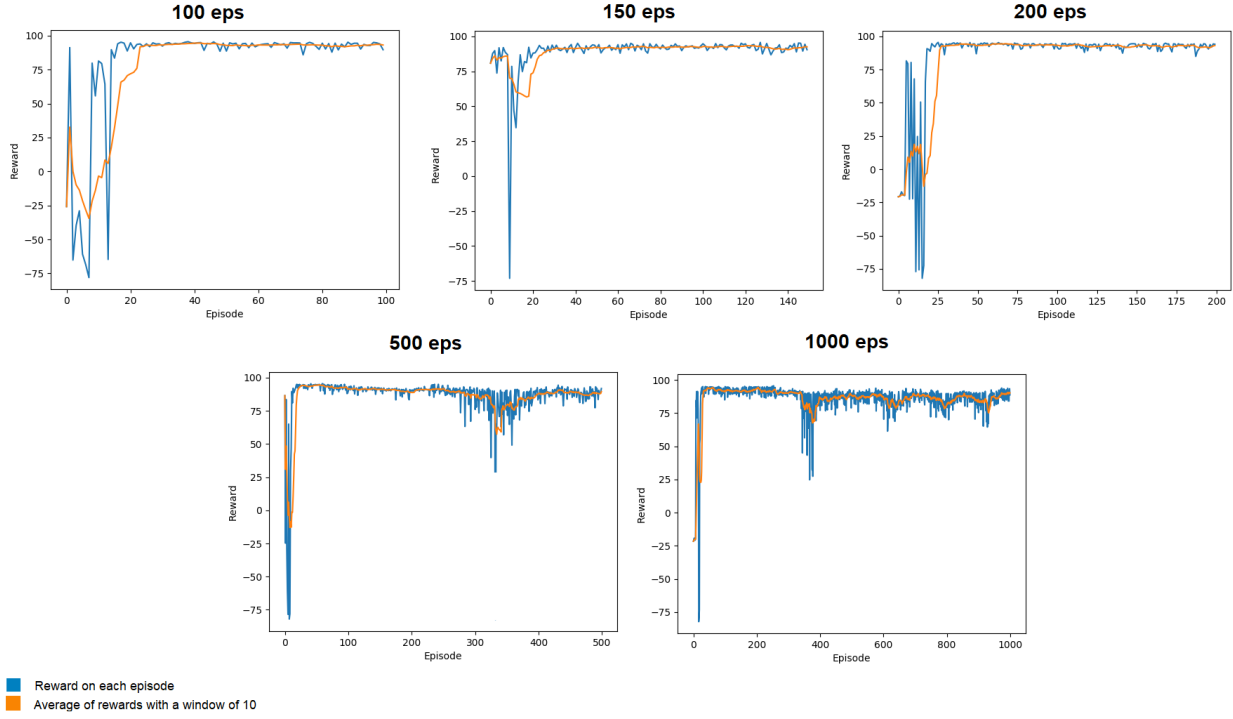 100 eps
150 eps
200 eps
100
75
50
25
0
−25
−50
−75
Reward
0 20 40 60 80 100
Episode
100
75
50
25
0
−25
−50
−75
Reward
0 20 40 60 80 100 120 140
Episode
100
75
50
25
0
−25
−50
−75
Reward
0 25 50 75 100 125 150 175 200
Episode
500 eps
1000 eps
100
75
50
25
0
−25
−50
−75
Reward
0 100 200 300 400 500
Episode
100
75
50
25
0
−25
−50
−75
Reward
0 200 400 600 800 1000
Episode
Reward on each episode
Average of rewards with a window of 10